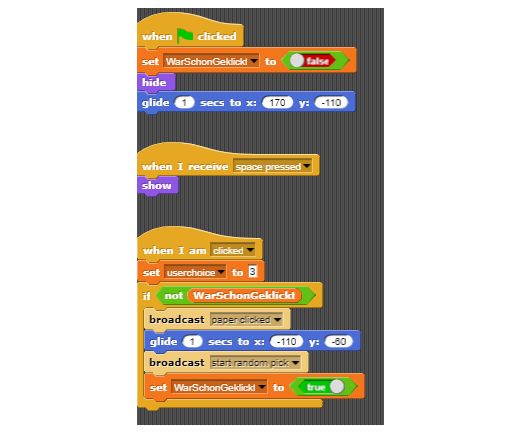 when clicked
set WarSchonGeklickt to false
hide
glide 1 secs to x: 170 y: -110
when I receive space pressed
show
when I am clicked
set userchoice to 3
if not WarSchonGeklickt
broadcast paper clicked
glide 1 secs to x: -110 y: -60
broadcast start random pick
set WarSchonGeklickt to true